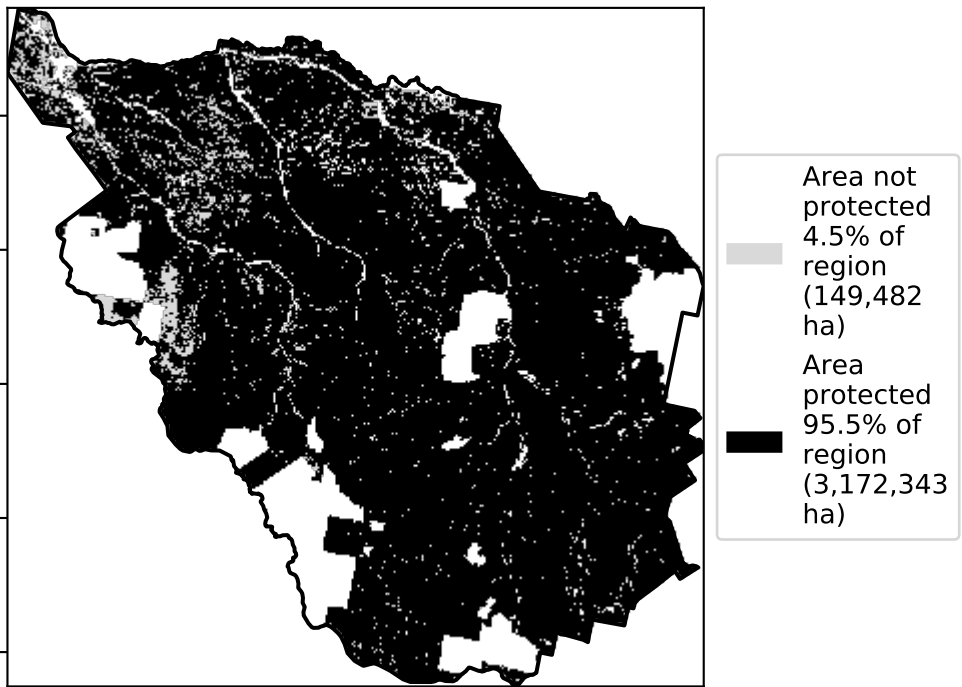 Area not
protected
4.5% of
region
(149,482
ha)
Area
protected
95.5% of
region
(3,172,343
ha)